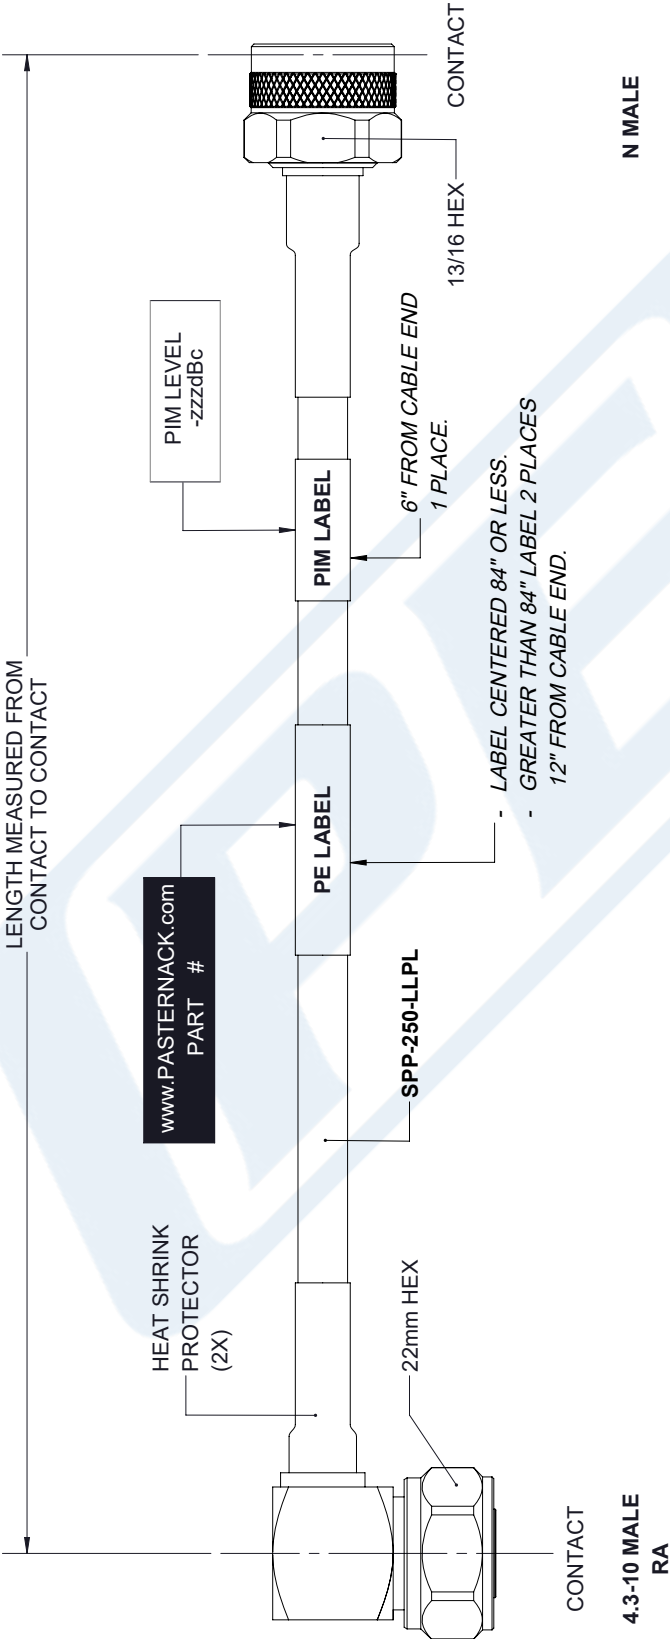 LENGTH MEASURED FROM
CONTACT TO CONTACT
HEAT SHRINK
PROTECTOR
(2X)
www.PASTERNACK.com
PART #
PIM LEVEL
-zzzdBc
PE LABEL
PIM LABEL
22mm HEX
SPP-250-LLPL
- LABEL CENTERED 84" OR LESS.
- GREATER THAN 84" LABEL 2 PLACES
12" FROM CABLE END.
6" FROM CABLE END
1 PLACE.
13/16 HEX
CONTACT
CONTACT
4.3-10 MALE
RA
N MALE
PE